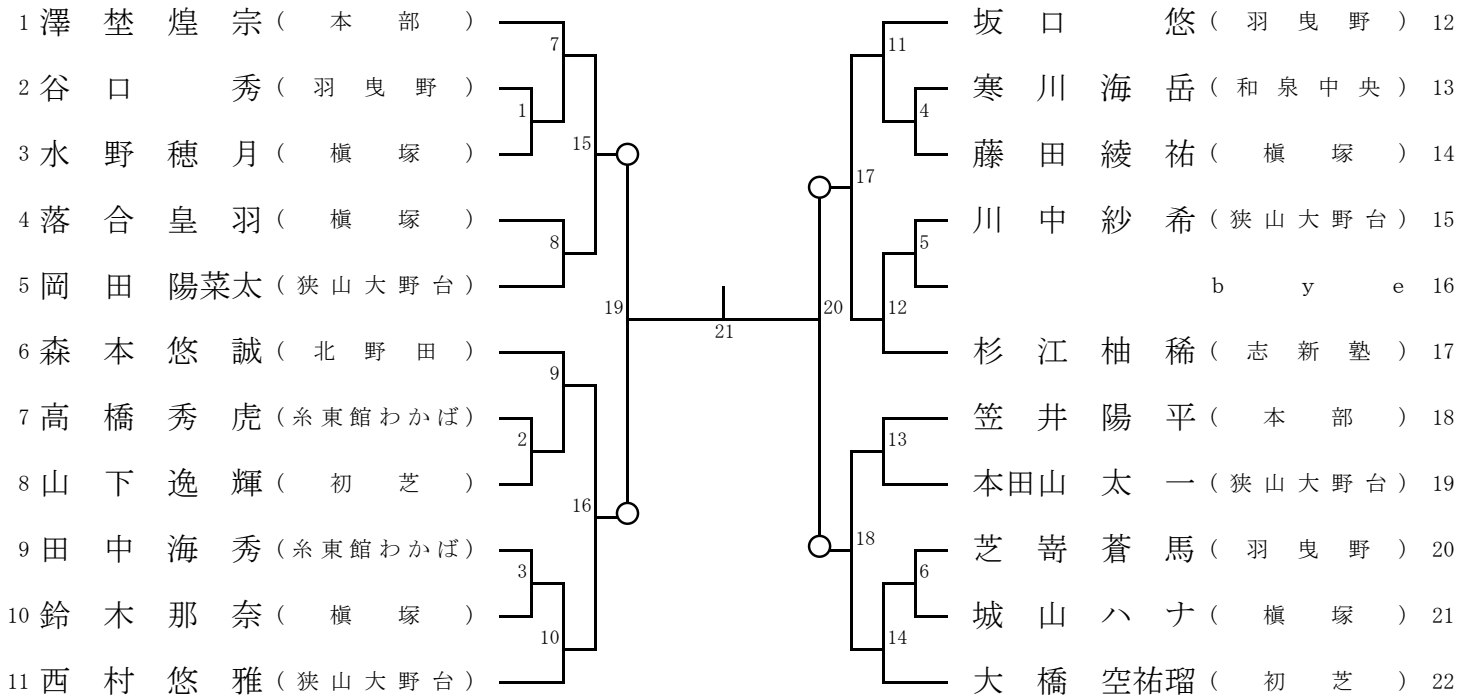 1 澤埜煌宗(本部)
7
2 谷口秀(羽曳野)
1
3 水野穂月(槇塚)
15
4 落合皇羽(槇塚)
8
5 岡田陽菜太(狭山大野台)
19
6 森本悠誠(北野田)
9
7 高橋秀虎(糸東館わかば)
2
8 山下逸輝(初芝)
16
9 田中海秀(糸東館わかば)
3
10 鈴木那奈(槇塚)
10
11 西村悠雅(狭山大野台)
21
坂口悠(羽曳野) 12
11
寒川海岳(和泉中央) 13
4
藤田綾祐(槇塚) 14
17
川中紗希(狭山大野台) 15
5
bye 16
20
12
杉江柚稀(志新塾) 17
笠井陽平(本部) 18
13
本田山太一(狭山大野台) 19
18
芝嵜蒼馬(羽曳野) 20
6
城山ハナ(槇塚) 21
14
大橋空祐瑠(初芝) 22